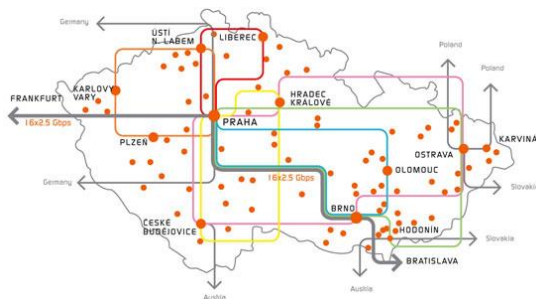 Germany
ÚSTÍ
N. LABEM
LIBEREC
Poland
Poland
KARLOVY
VARY
FRANKFURT
16x2.5 Gbps
HRADEC
KRÁLOVÉ
PRAHA
PLZEŇ
KARVINÁ
OSTRAVA
Germany
16x2.5 Gbps
OLOMOUC
Slovakia
BRNO
ČESKÉ
BUDĚJOVICE
HODONÍN
Slovakia
BRATISLAVA
Austria
Austria